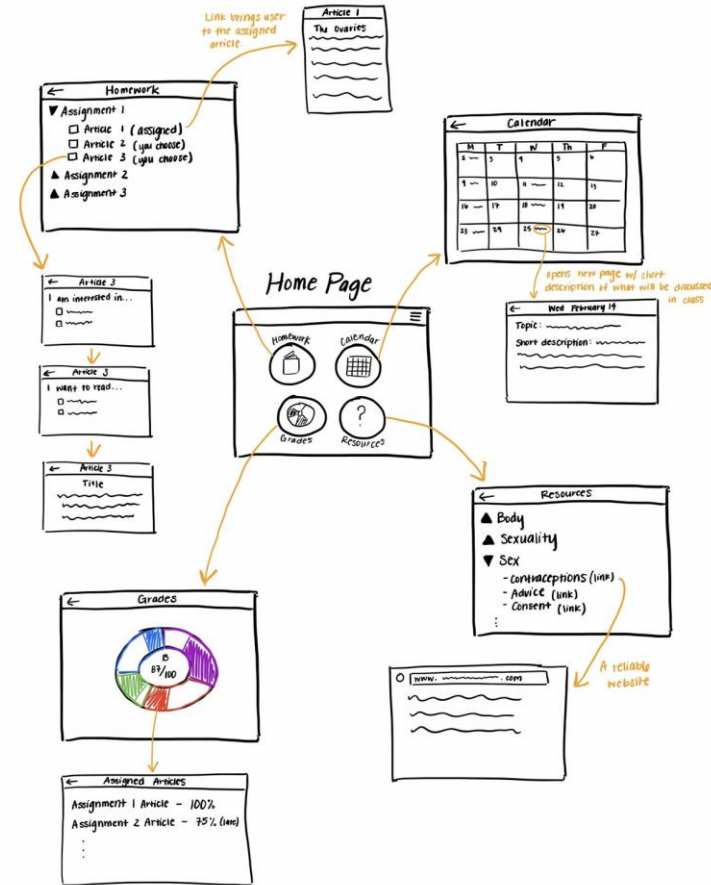 Link brings user
to the assigned
article.
Article 1
The Ovaries
← Homework
▼ Assignment 1
☐ Article 1 (assigned)
☐ Article 2 (you choose)
☐ Article 3 (you choose)
▲ Assignment 2
▲ Assignment 3
← Calendar
M T W Th F
2 3 4 5 6
9 10 11 12 13
16 17 18 19 20
23 24 25 26 27
opens new page w/ short
description of what will be discussed
in class
← Wed February 19
Topic:
Short description:
← Article 3
I am interested in...
← Article 3
I want to read...
← Article 3
Title
Home Page
Homework
Calendar
Grades
?
Resources
← Resources
▲ Body
▲ Sexuality
▼ Sex
- Contraceptions (link)
- Advice (link)
- Consent (link)
⋮
A reliable
website
www. .com
← Grades
B
87/100
← Assigned Articles
Assignment 1 Article - 100%
Assignment 2 Article - 75% (late)
⋮